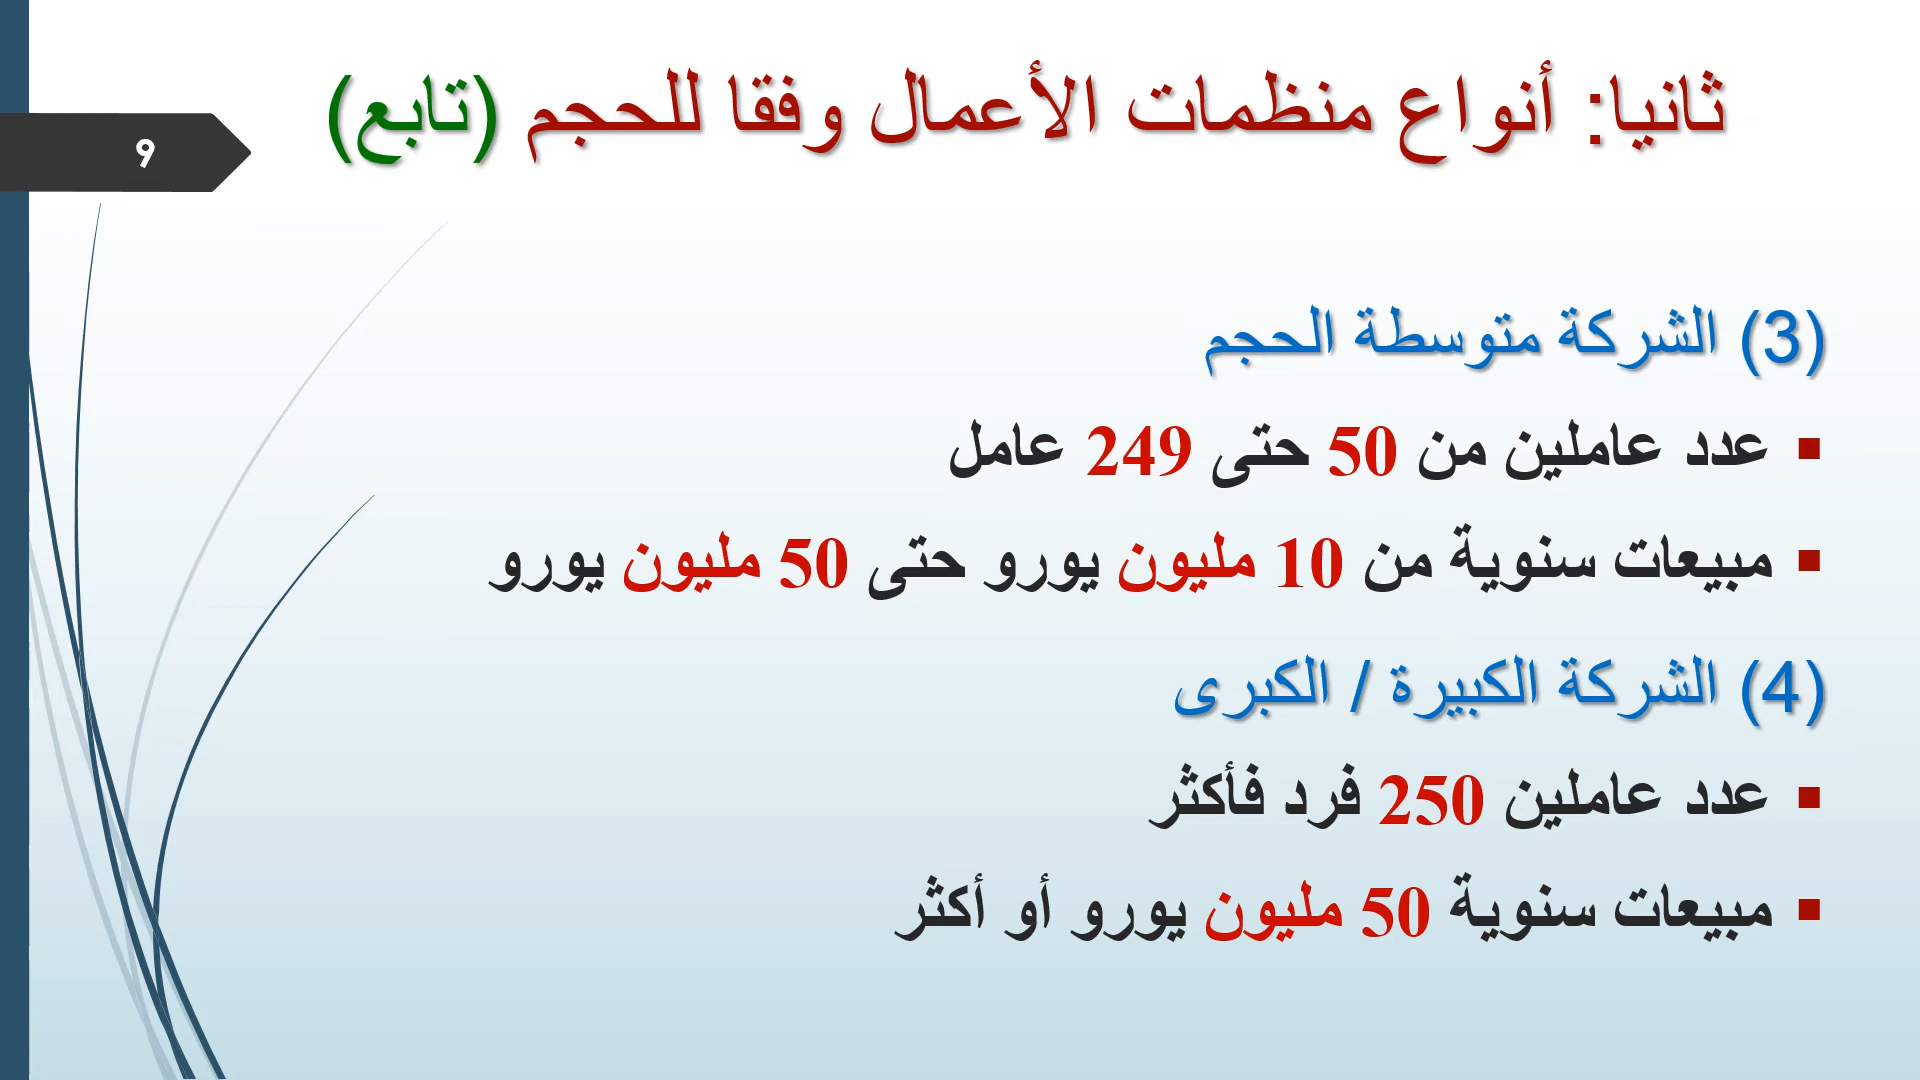 ثانيا: أنواع منظمات الأعمال وفقا للحجم (تابع)
9
(3) الشركة متوسطة الحجم
▪ عدد عاملين من 50 حتى 249 عامل
▪ مبيعات سنوية من 10 مليون يورو حتى 50 مليون يورو
(4) الشركة الكبيرة / الكبرى
▪ عدد عاملين 250 فرد فأكثر
▪ مبيعات سنوية 50 مليون يورو أو أكثر